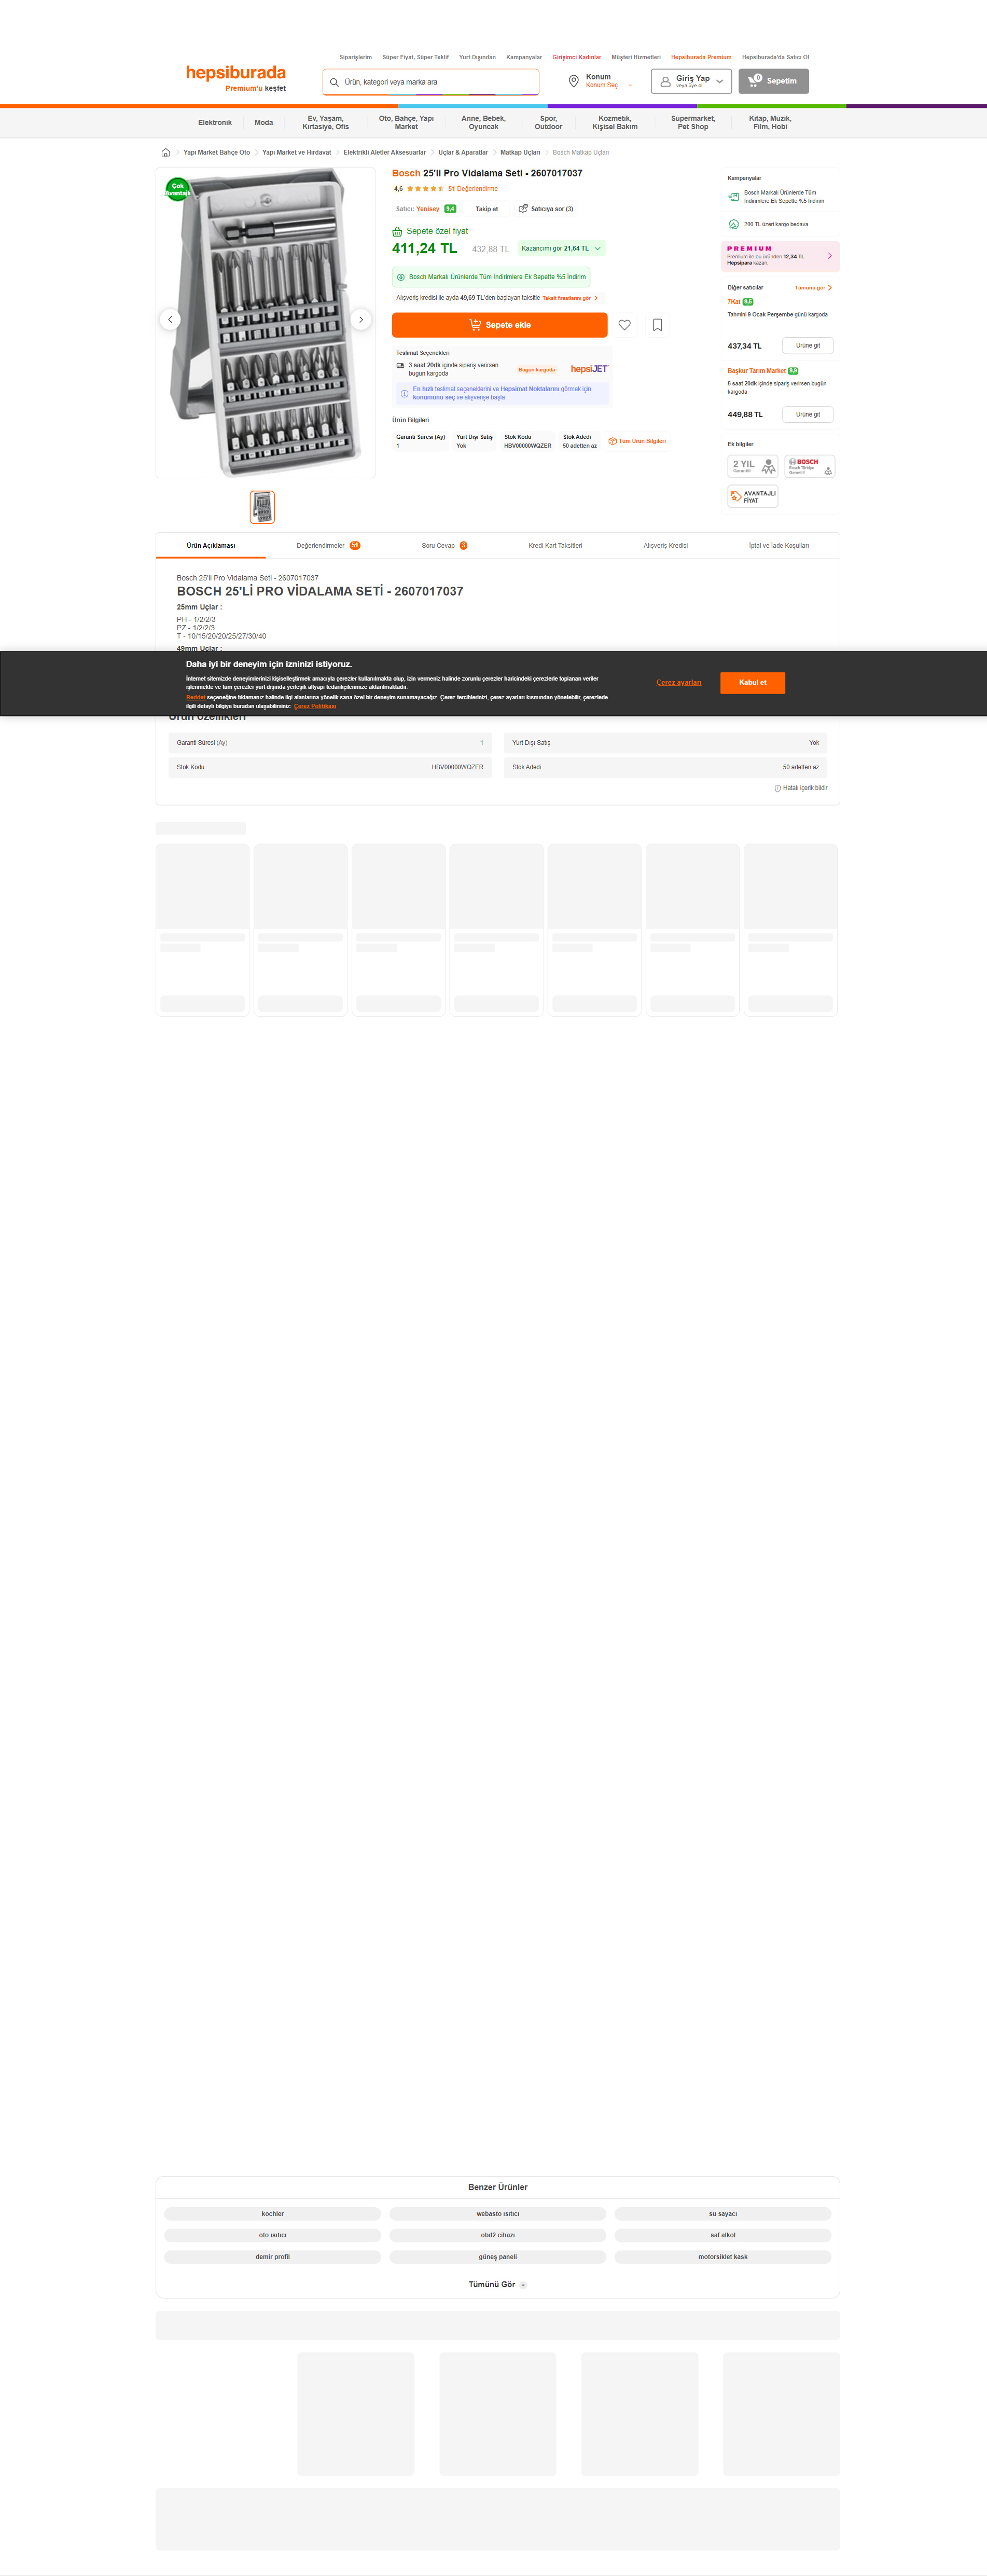 Siparişlerim Süper Fiyat, Süper Teklif Yurt Dışından Kampanyalar Girişimci Kadınlar Müşteri Hizmetleri Hepsiburada Premium Hepsiburada'da Satıcı Ol
hepsiburada
Premium'u keşfet
Ürün, kategori veya marka ara
Konum
Konum Seç
Giriş Yap
veya üye ol
0
Sepetim
Elektronik
Moda
Ev, Yaşam,
Kırtasiye, Ofis
Oto, Bahçe, Yapı
Market
Anne, Bebek,
Oyuncak
Spor,
Outdoor
Kozmetik,
Kişisel Bakım
Süpermarket,
Pet Shop
Kitap, Müzik,
Film, Hobi
Yapı Market Bahçe Oto
Yapı Market ve Hırdavat
Elektrikli Aletler Aksesuarlar
Uçlar & Aparatlar
Matkap Uçları
Bosch Matkap Uçları
Çok
Avantajlı
Bosch 25'li Pro Vidalama Seti - 2607017037
4,6
51 Değerlendirme
Satıcı: Yenisey 9,4
Takip et
Satıcıya sor (3)
Sepete özel fiyat
411,24 TL
432,88 TL
Kazancını gör 21,64 TL
Bosch Markalı Ürünlerde Tüm İndirimlere Ek Sepette %5 İndirim
Alışveriş kredisi ile ayda 49,69 TL'den başlayan taksitle Taksit fırsatlarını gör
Sepete ekle
Teslimat Seçenekleri
3 saat 20dk içinde sipariş verirsen
bugün kargoda
Bugün kargoda
hepsiJET
En hızlı teslimat seçeneklerini ve Hepsimat Noktalarını görmek için
konumunu seç ve alışverişe başla
Ürün Bilgileri
Garanti Süresi (Ay)
1
Yurt Dışı Satış
Yok
Stok Kodu
HBV00000WQZER
Stok Adedi
50 adetten az
Tüm Ürün Bilgileri
Kampanyalar
Bosch Markalı Ürünlerde Tüm
İndirimlere Ek Sepette %5 İndirim
200 TL üzeri kargo bedava
PREMIUM
Premium ile bu üründen 12,34 TL
Hepsipara kazan.
Diğer satıcılar
Tümünü gör
7Kat 9,6
Tahmini 9 Ocak Perşembe günü kargoda
437,34 TL
Ürüne git
Başkur Tarım Market 9,9
5 saat 20dk içinde sipariş verirsen bugün
kargoda
449,88 TL
Ürüne git
Ek bilgiler
2 YIL
Garantili
BOSCH
Bosch Türkiye
Garantili
AVANTAJLI
FİYAT
Ürün Açıklaması
Değerlendirmeler 51
Soru Cevap 3
Kredi Kart Taksitleri
Alışveriş Kredisi
İptal ve İade Koşulları
Bosch 25'li Pro Vidalama Seti - 2607017037
BOSCH 25'Lİ PRO VİDALAMA SETİ - 2607017037
25mm Uçlar :
PH - 1/2/2/3
PZ - 1/2/2/3
T - 10/15/20/20/25/27/30/40
49mm Uçlar :
Daha iyi bir deneyim için izninizi istiyoruz.
İnternet sitemizde deneyimlerinizi kişiselleştirmek amacıyla çerezler kullanılmakta olup, izin vermeniz halinde zorunlu çerezler haricindeki çerezlerle toplanan veriler
işlenmekte ve tüm çerezler yurt dışında yerleşik altyapı tedarikçilerimize aktarılmaktadır.
Reddet seçeneğine tıklamanız halinde ilgi alanlarına yönelik sana özel bir deneyim sunamayacağız. Çerez tercihlerinizi, çerez ayarları kısmından yönetebilir, çerezlerle
ilgili detaylı bilgiye buradan ulaşabilirsiniz: Çerez Politikası
Çerez ayarları
Kabul et
Ürün özellikleri
Garanti Süresi (Ay) 1
Yurt Dışı Satış Yok
Stok Kodu HBV00000WQZER
Stok Adedi 50 adetten az
Hatalı içerik bildir
Benzer Ürünler
kochler
webasto ısıtıcı
su sayacı
oto ısıtıcı
obd2 cihazı
saf alkol
demir profil
güneş paneli
motorsiklet kask
Tümünü Gör